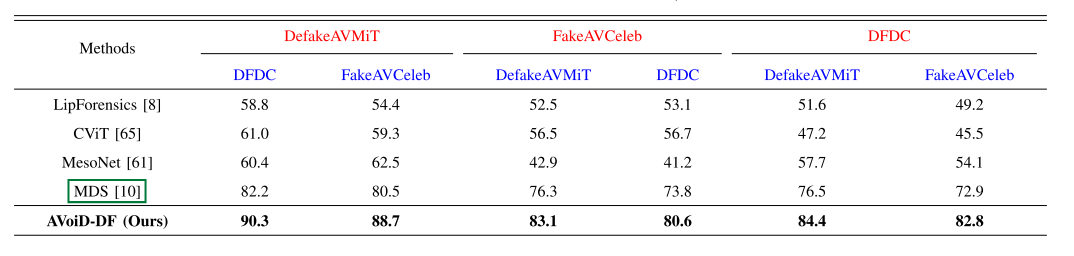 Methods DefakeAVMiT FakeAVCeleb DFDC
DFDC FakeAVCeleb DefakeAVMiT DFDC DefakeAVMiT FakeAVCeleb
LipForensics [8] 58.8 54.4 52.5 53.1 51.6 49.2
CViT [65] 61.0 59.3 56.5 56.7 47.2 45.5
MesoNet [61] 60.4 62.5 42.9 41.2 57.7 54.1
MDS [10] 82.2 80.5 76.3 73.8 76.5 72.9
AVoiD-DF (Ours) 90.3 88.7 83.1 80.6 84.4 82.8